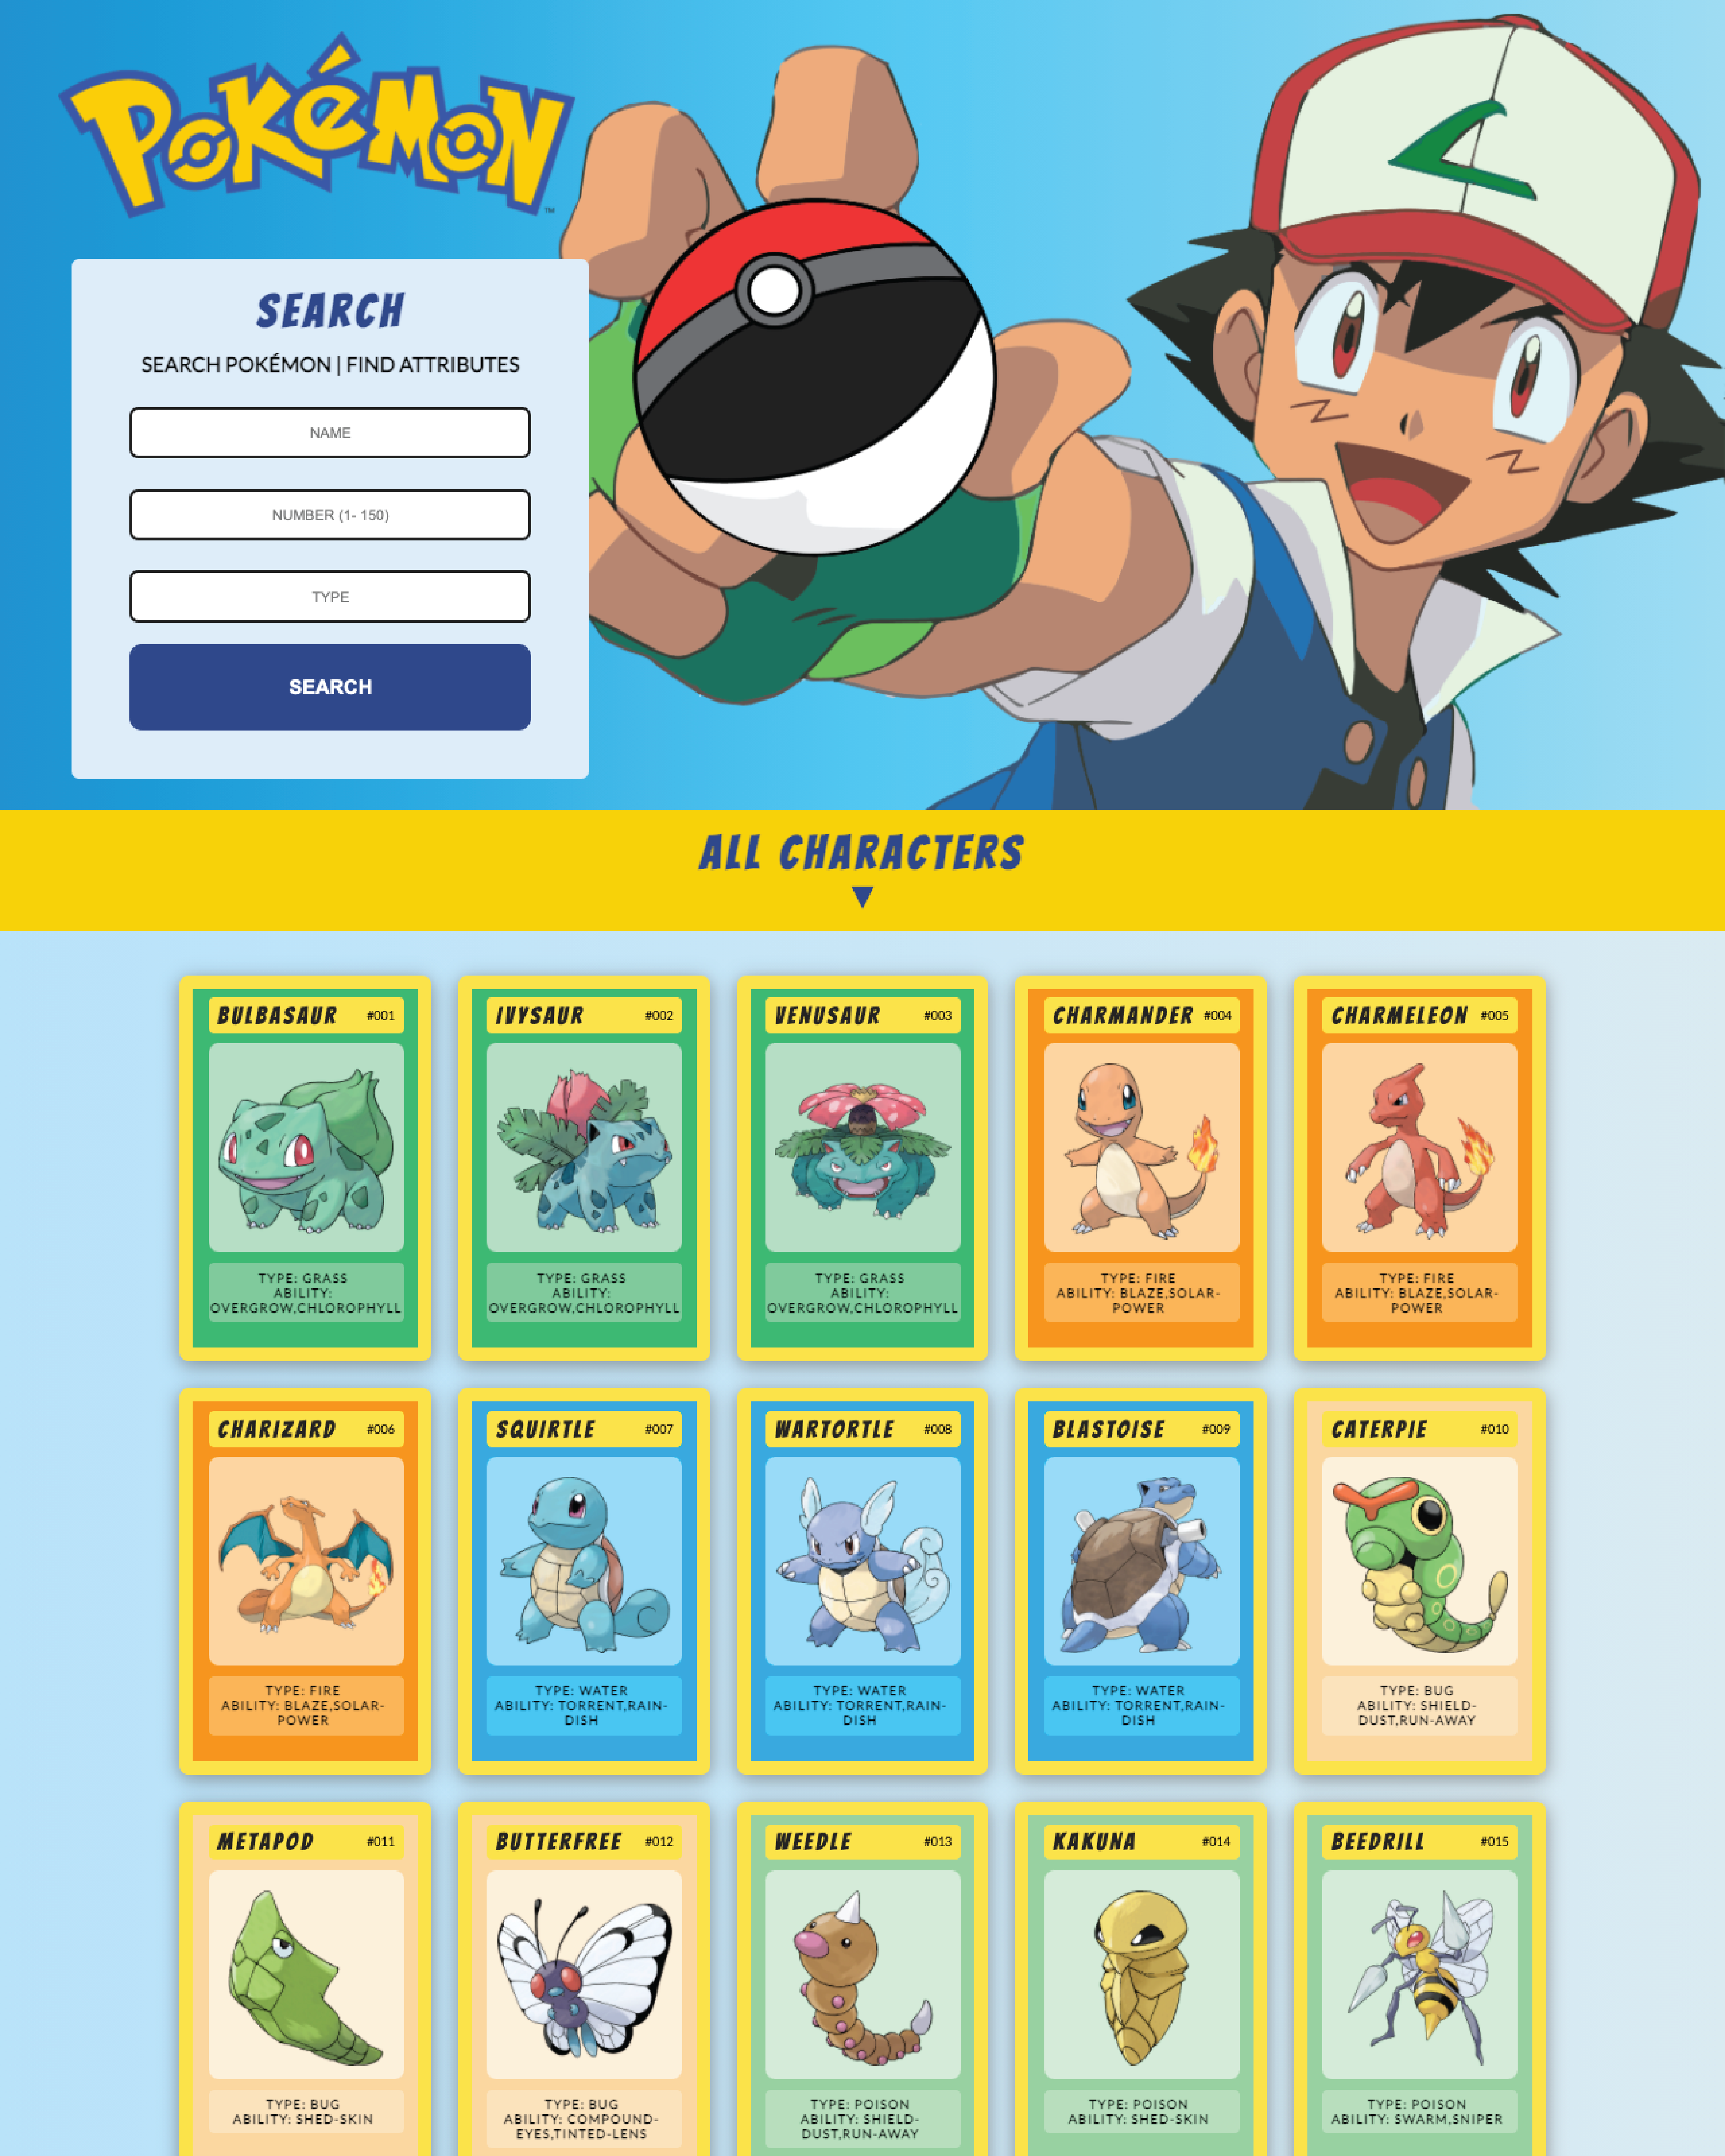 POKéMON
™
SEARCH
SEARCH POKÉMON | FIND ATTRIBUTES
NAME
NUMBER (1- 150)
TYPE
SEARCH
ALL CHARACTERS
BULBASAUR #001
TYPE: GRASS
ABILITY:
OVERGROW,CHLOROPHYLL
IVYSAUR #002
TYPE: GRASS
ABILITY:
OVERGROW,CHLOROPHYLL
VENUSAUR #003
TYPE: GRASS
ABILITY:
OVERGROW,CHLOROPHYLL
CHARMANDER #004
TYPE: FIRE
ABILITY: BLAZE,SOLAR-
POWER
CHARMELEON #005
TYPE: FIRE
ABILITY: BLAZE,SOLAR-
POWER
CHARIZARD #006
TYPE: FIRE
ABILITY: BLAZE,SOLAR-
POWER
SQUIRTLE #007
TYPE: WATER
ABILITY: TORRENT,RAIN-
DISH
WARTORTLE #008
TYPE: WATER
ABILITY: TORRENT,RAIN-
DISH
BLASTOISE #009
TYPE: WATER
ABILITY: TORRENT,RAIN-
DISH
CATERPIE #010
TYPE: BUG
ABILITY: SHIELD-
DUST,RUN-AWAY
METAPOD #011
TYPE: BUG
ABILITY: SHED-SKIN
BUTTERFREE #012
TYPE: BUG
ABILITY: COMPOUND-
EYES,TINTED-LENS
WEEDLE #013
TYPE: POISON
ABILITY: SHIELD-
DUST,RUN-AWAY
KAKUNA #014
TYPE: POISON
ABILITY: SHED-SKIN
BEEDRILL #015
TYPE: POISON
ABILITY: SWARM,SNIPER